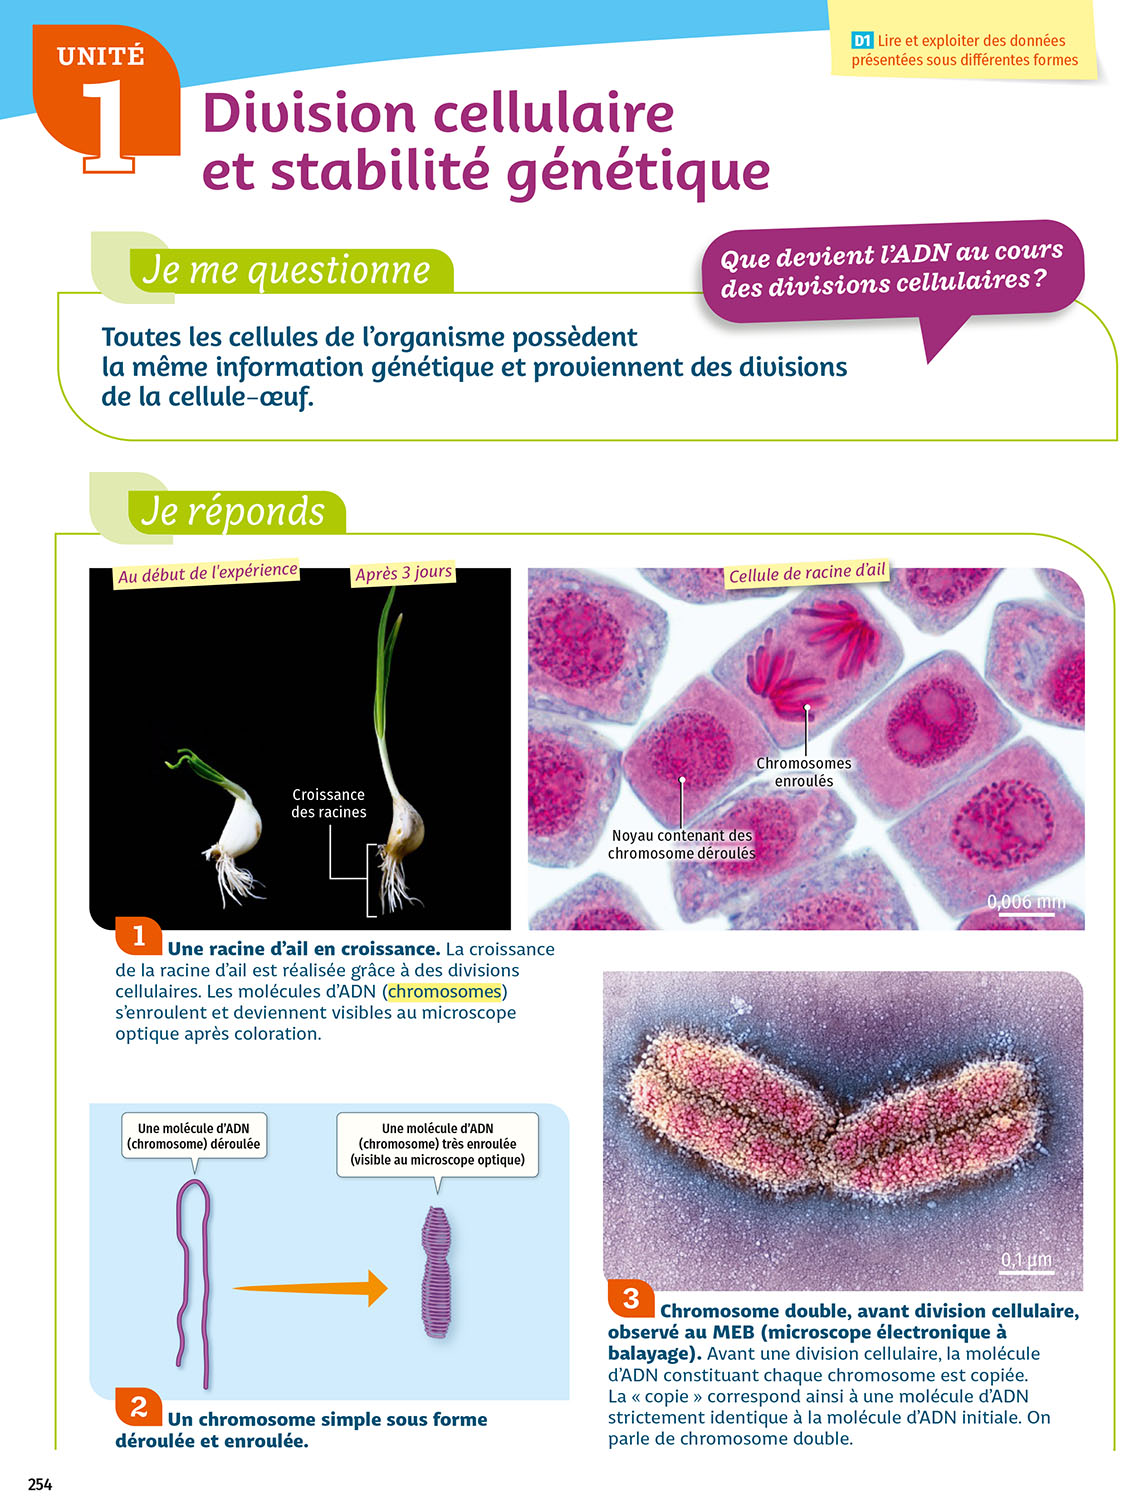 UNITÉ
1
D1 Lire et exploiter des données
présentées sous différentes formes
Division cellulaire
et stabilité génétique
Je me questionne
Que devient l'ADN au cours
des divisions cellulaires ?
Toutes les cellules de l'organisme possèdent
la même information génétique et proviennent des divisions
de la cellule-œuf.
Je réponds
Au début de l'expérience
Après 3 jours
Croissance
des racines
Cellule de racine d'ail
Chromosomes
enroulés
Noyau contenant des
chromosome déroulés
0,006 mm
1 Une racine d'ail en croissance. La croissance
de la racine d'ail est réalisée grâce à des divisions
cellulaires. Les molécules d'ADN (chromosomes)
s'enroulent et deviennent visibles au microscope
optique après coloration.
Une molécule d'ADN
(chromosome) déroulée
Une molécule d'ADN
(chromosome) très enroulée
(visible au microscope optique)
2 Un chromosome simple sous forme
déroulée et enroulée.
0,1 µm
3 Chromosome double, avant division cellulaire,
observé au MEB (microscope électronique à
balayage). Avant une division cellulaire, la molécule
d'ADN constituant chaque chromosome est copiée.
La « copie » correspond ainsi à une molécule d'ADN
strictement identique à la molécule d'ADN initiale. On
parle de chromosome double.
254